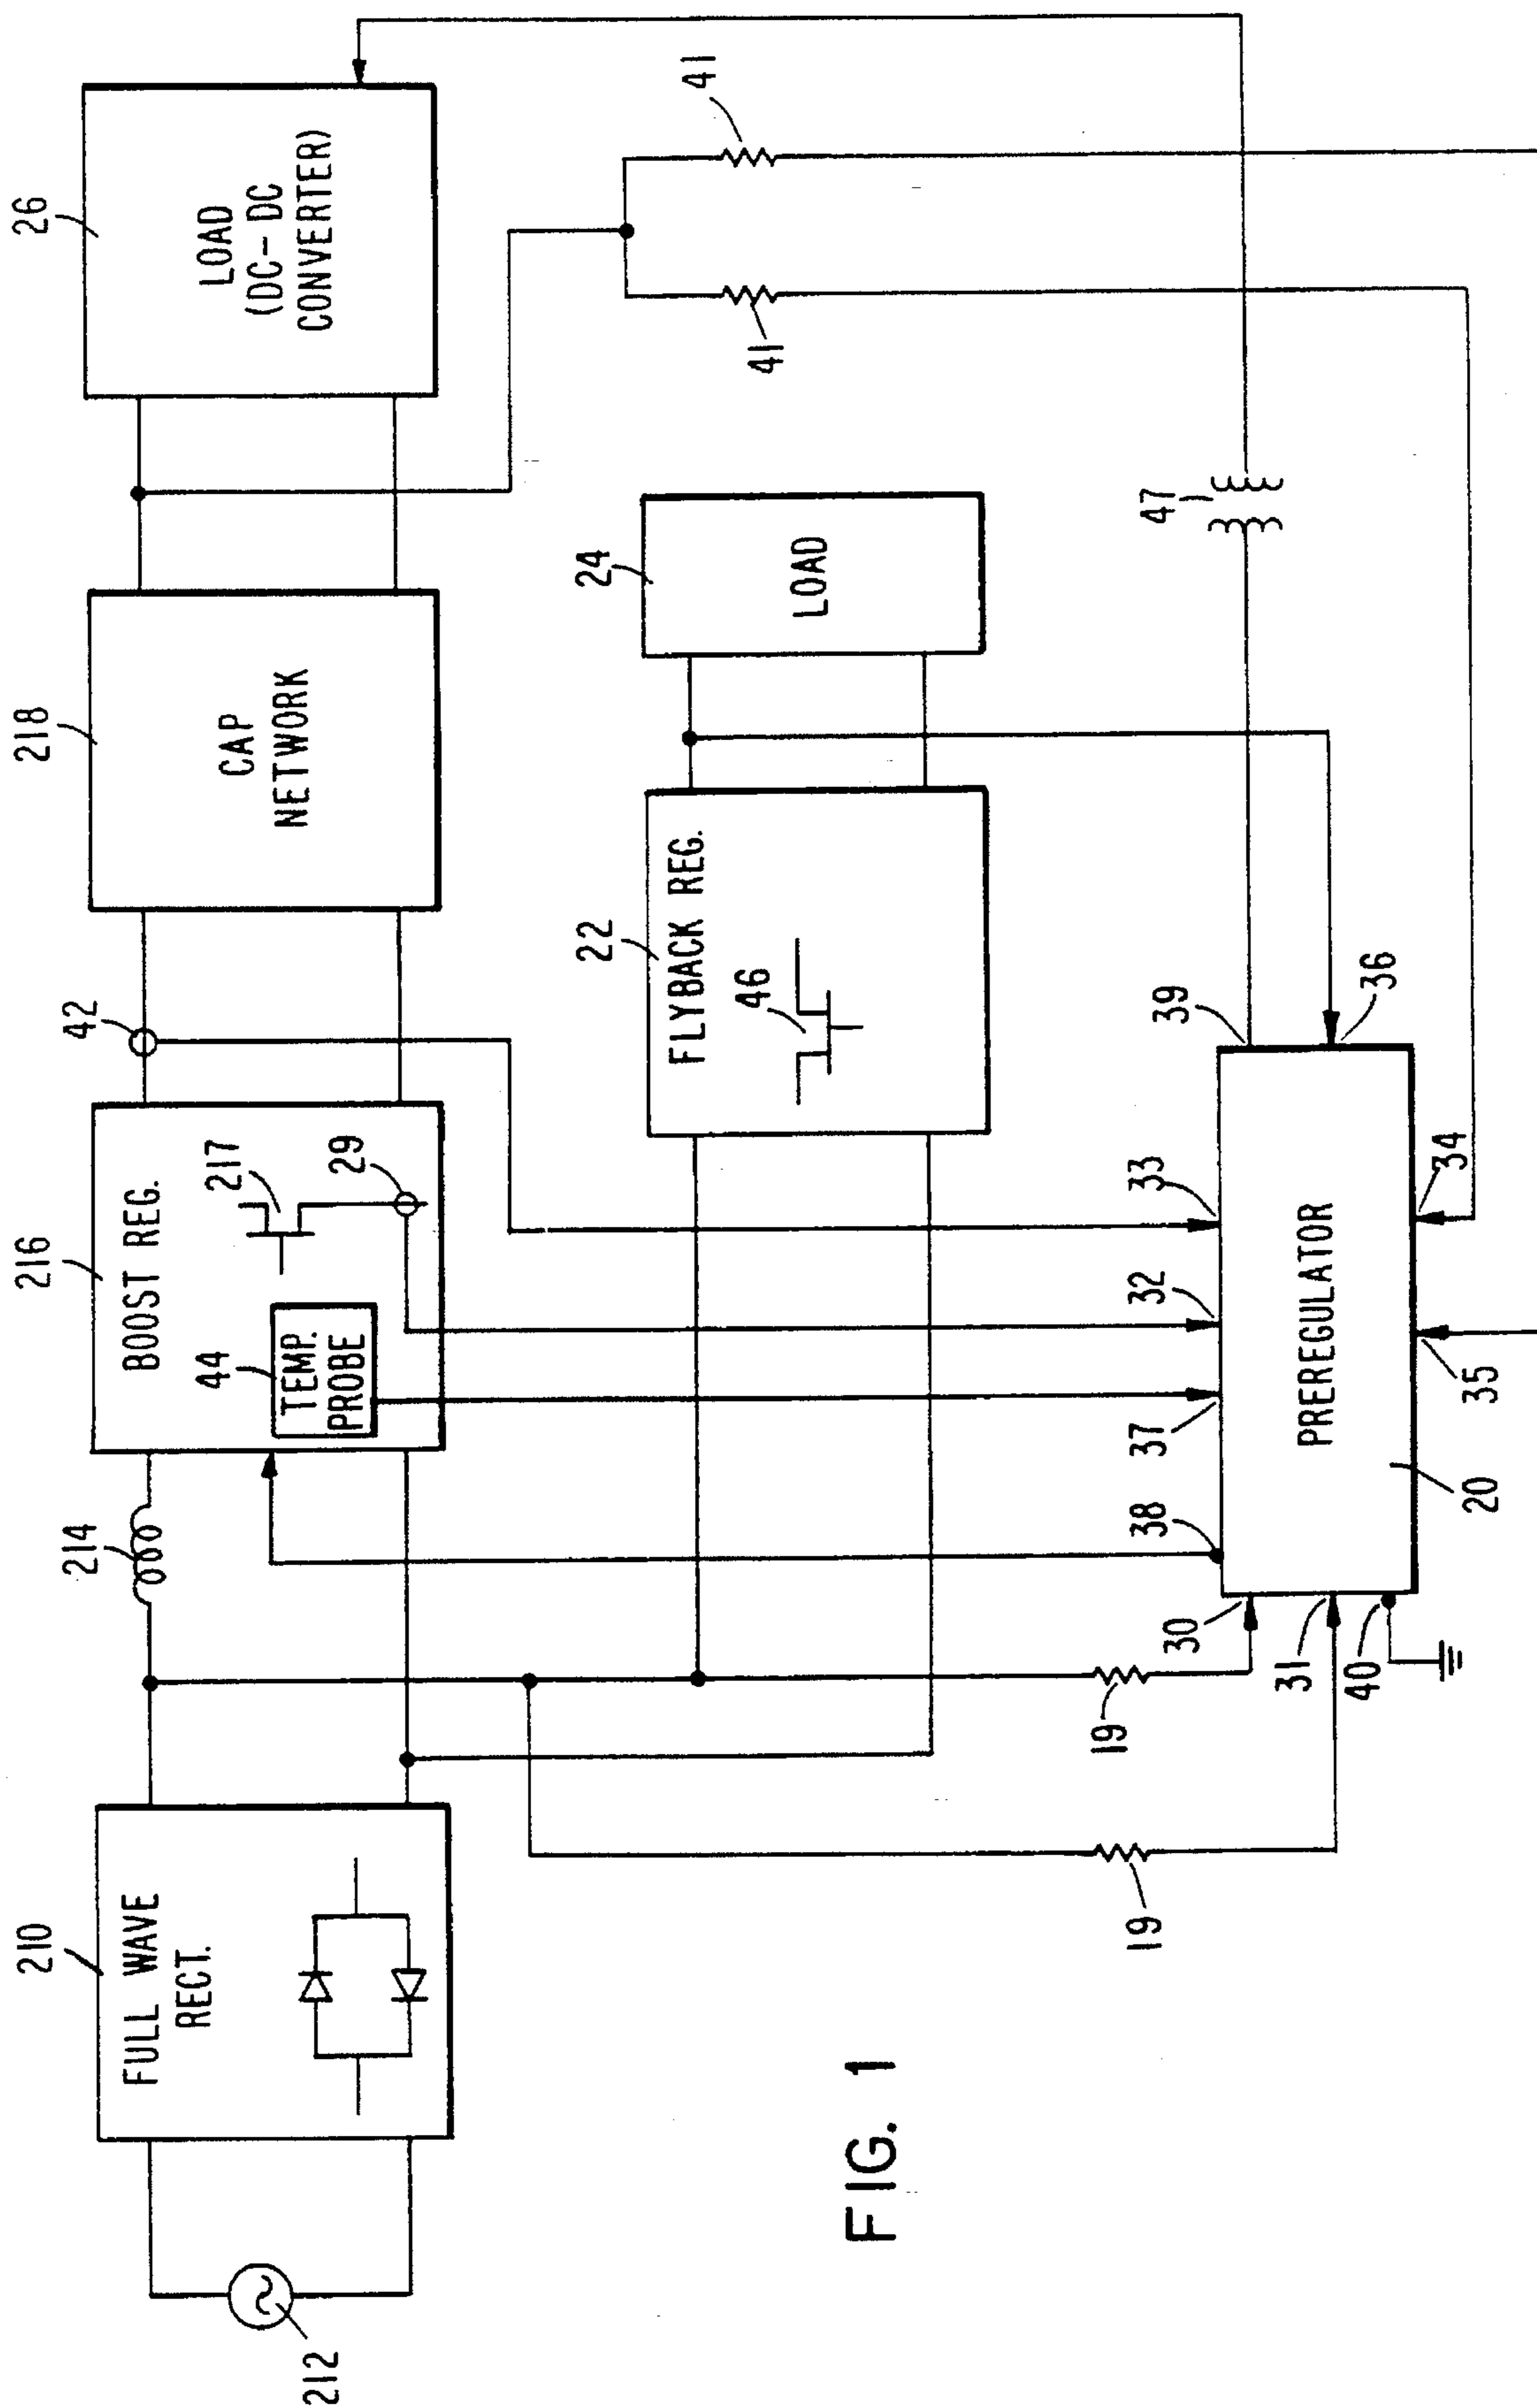 210
FULL WAVE
RECT.
212
214
216
BOOST REG.
217
44
TEMP.
PROBE
29
42
218
CAP
NETWORK
26
LOAD
(DC-DC
CONVERTER)
22
FLYBACK REG.
46
24
LOAD
41
41
47
19
19
30
31
40
38
37
32
33
39
36
34
35
PREREGULATOR
20
FIG. 1